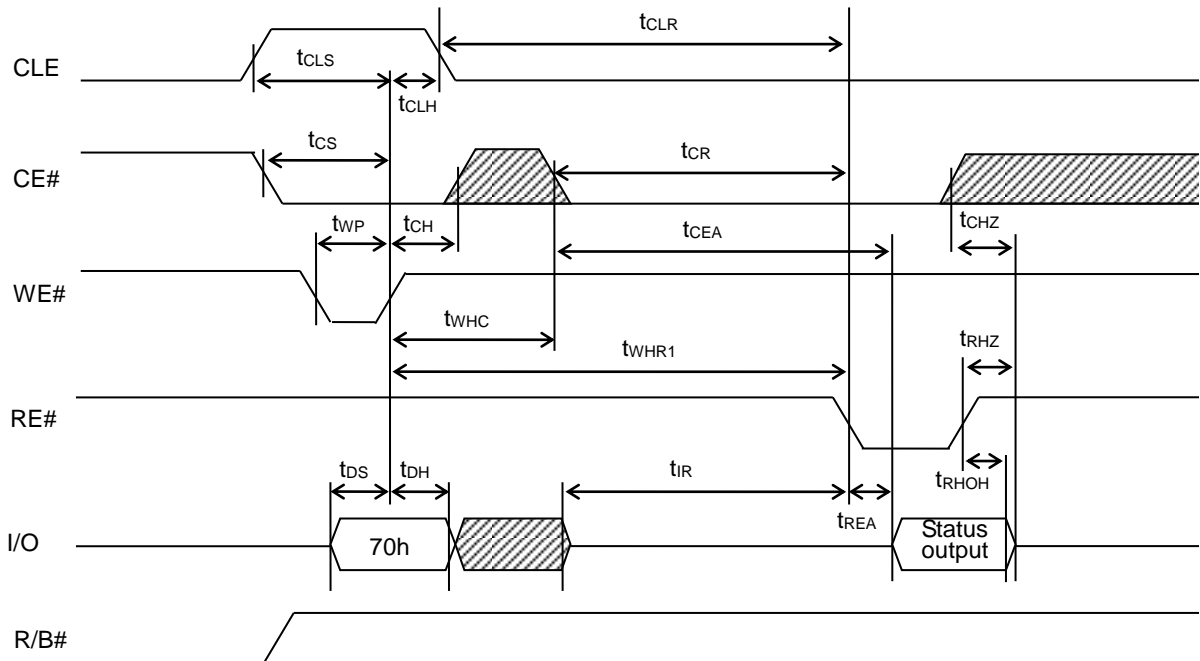 tCLR
CLE
tCLS
tCLH
tCS
tCR
CE#
tWP
tCH
tCEA
tCHZ
WE#
tWHC
tWHR1
tRHZ
RE#
tDS
tDH
tIR
tRHOH
tREA
I/O
70h
Status
output
R/B#